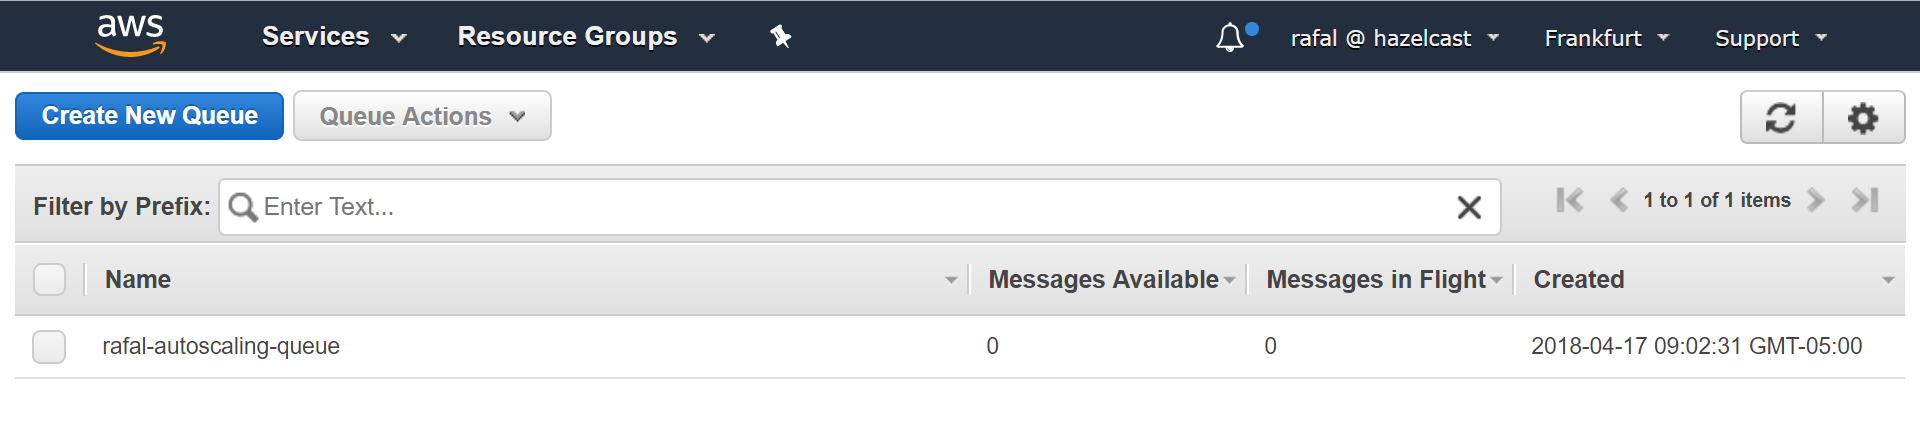 aws Services Resource Groups rafal @ hazelcast Frankfurt Support
Create New Queue Queue Actions
Filter by Prefix: Enter Text... 1 to 1 of 1 items
Name Messages Available Messages in Flight Created
rafal-autoscaling-queue 0 0 2018-04-17 09:02:31 GMT-05:00